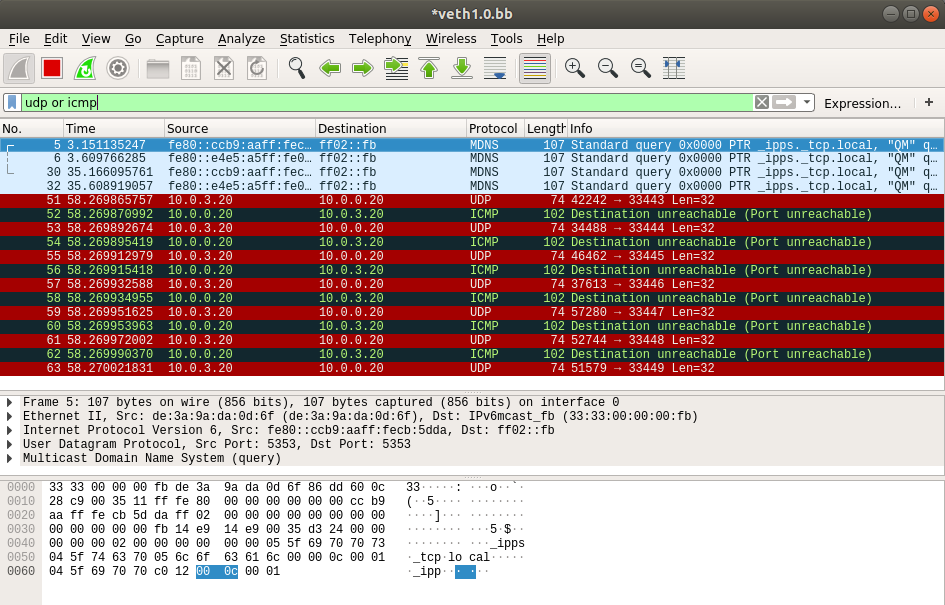 *veth1.0.bb
File Edit View Go Capture Analyze Statistics Telephony Wireless Tools Help
udp or icmp Expression… +
No. Time Source Destination Protocol Length Info
5 3.151135247 fe80::ccb9:aaff:fec… ff02::fb MDNS 107 Standard query 0x0000 PTR _ipps._tcp.local, "QM" q…
6 3.609766285 fe80::e4e5:a5ff:fe0… ff02::fb MDNS 107 Standard query 0x0000 PTR _ipps._tcp.local, "QM" q…
30 35.166095761 fe80::ccb9:aaff:fec… ff02::fb MDNS 107 Standard query 0x0000 PTR _ipps._tcp.local, "QM" q…
32 35.608919057 fe80::e4e5:a5ff:fe0… ff02::fb MDNS 107 Standard query 0x0000 PTR _ipps._tcp.local, "QM" q…
51 58.269865757 10.0.3.20 10.0.0.20 UDP 74 42242 → 33443 Len=32
52 58.269870992 10.0.0.20 10.0.3.20 ICMP 102 Destination unreachable (Port unreachable)
53 58.269892674 10.0.3.20 10.0.0.20 UDP 74 34488 → 33444 Len=32
54 58.269895419 10.0.0.20 10.0.3.20 ICMP 102 Destination unreachable (Port unreachable)
55 58.269912979 10.0.3.20 10.0.0.20 UDP 74 46462 → 33445 Len=32
56 58.269915418 10.0.0.20 10.0.3.20 ICMP 102 Destination unreachable (Port unreachable)
57 58.269932588 10.0.3.20 10.0.0.20 UDP 74 37613 → 33446 Len=32
58 58.269934955 10.0.0.20 10.0.3.20 ICMP 102 Destination unreachable (Port unreachable)
59 58.269951625 10.0.3.20 10.0.0.20 UDP 74 57280 → 33447 Len=32
60 58.269953963 10.0.0.20 10.0.3.20 ICMP 102 Destination unreachable (Port unreachable)
61 58.269972002 10.0.3.20 10.0.0.20 UDP 74 52744 → 33448 Len=32
62 58.269990370 10.0.0.20 10.0.3.20 ICMP 102 Destination unreachable (Port unreachable)
63 58.270021831 10.0.3.20 10.0.0.20 UDP 74 51579 → 33449 Len=32
Frame 5: 107 bytes on wire (856 bits), 107 bytes captured (856 bits) on interface 0
Ethernet II, Src: de:3a:9a:da:0d:6f (de:3a:9a:da:0d:6f), Dst: IPv6mcast_fb (33:33:00:00:00:fb)
Internet Protocol Version 6, Src: fe80::ccb9:aaff:fecb:5dda, Dst: ff02::fb
User Datagram Protocol, Src Port: 5353, Dst Port: 5353
Multicast Domain Name System (query)
0000 33 33 00 00 00 fb de 3a 9a da 0d 6f 86 dd 60 0c 33·····: ···o··`·
0010 28 c9 00 35 11 ff fe 80 00 00 00 00 00 00 cc b9 (··5···· ········
0020 aa ff fe cb 5d da ff 02 00 00 00 00 00 00 00 00 ····]··· ········
0030 00 00 00 00 00 fb 14 e9 14 e9 00 35 d3 24 00 00 ········ ···5·$··
0040 00 00 00 02 00 00 00 00 00 00 05 5f 69 70 70 73 ········ ···_ipps
0050 04 5f 74 63 70 05 6c 6f 63 61 6c 00 00 0c 00 01 ·_tcp·lo cal·····
0060 04 5f 69 70 70 c0 12 00 0c 00 01 ·_ipp··· ···